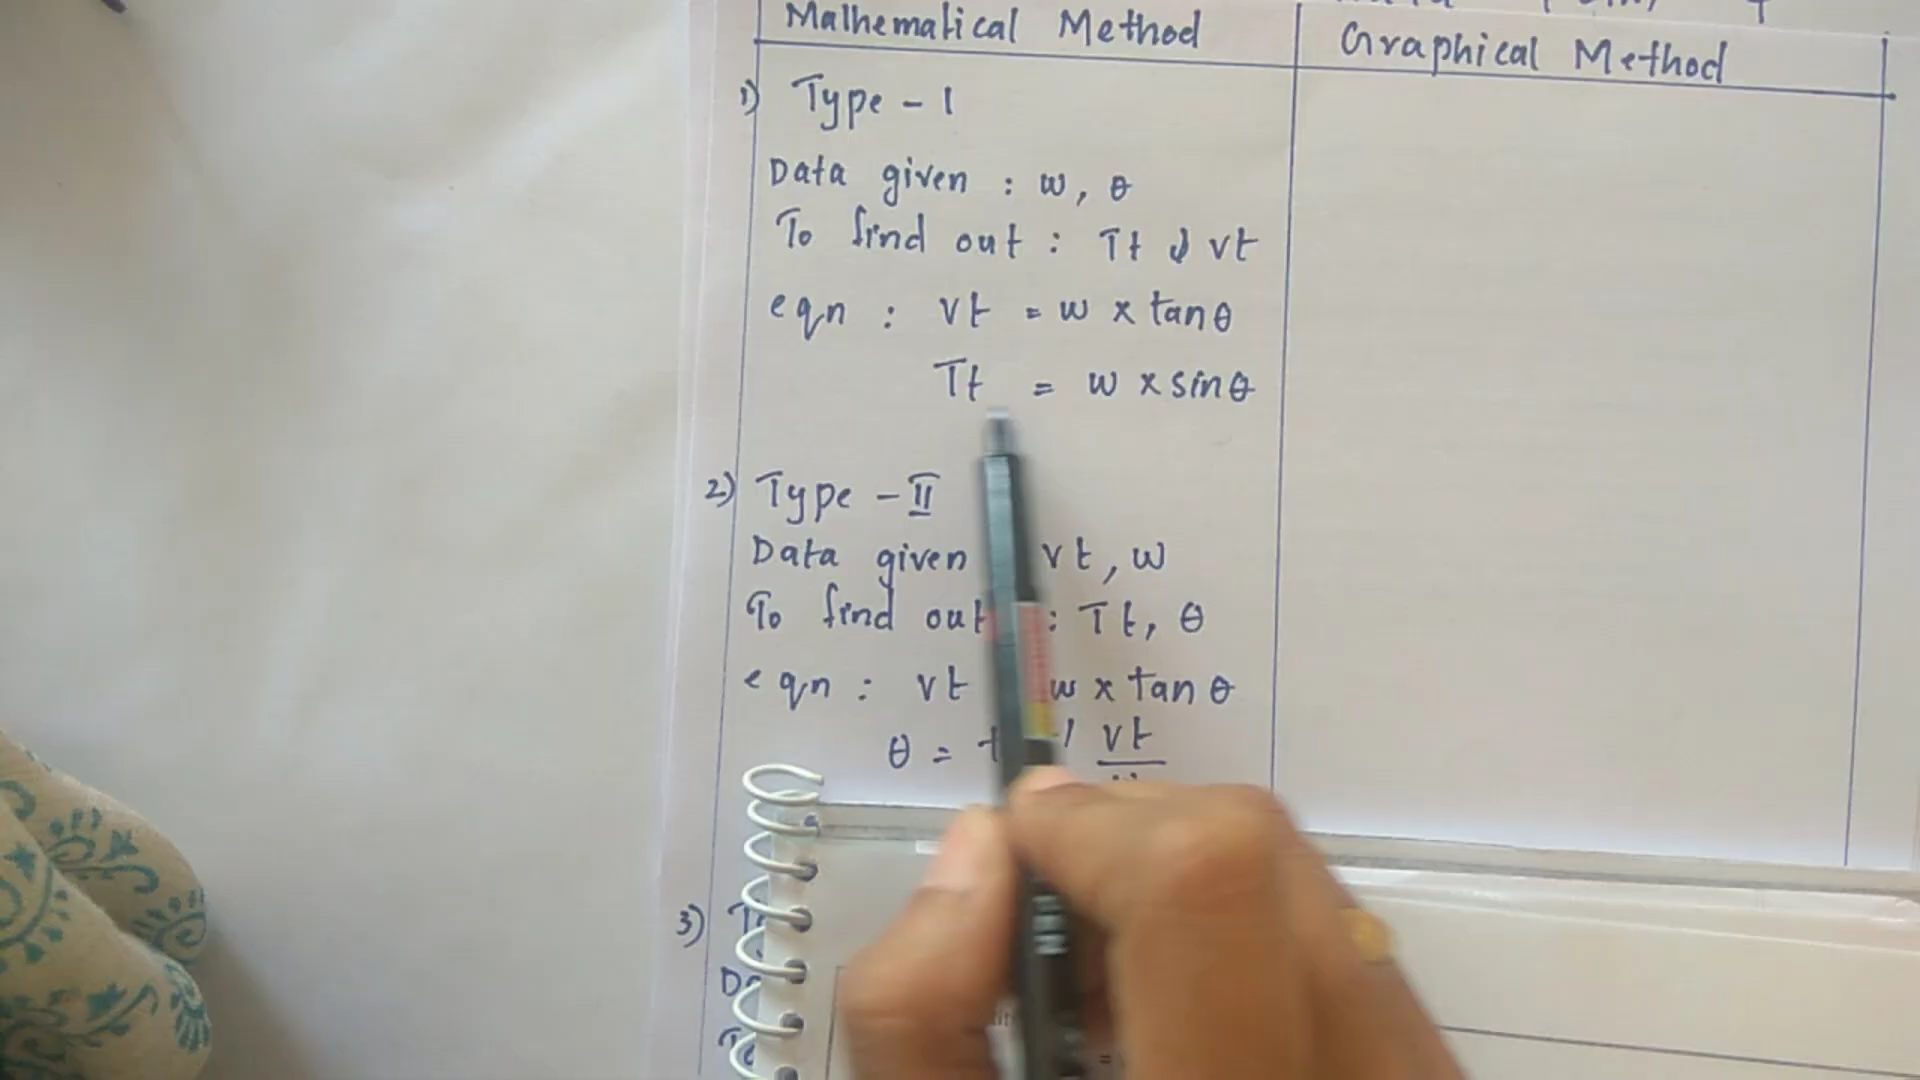 Mathematical Method
Graphical Method
1) Type - I
Data given : w, θ
To find out : Tt & vt
eqn : vt = w x tanθ
Tt = w x sinθ
2) Type - II
Data given vt, w
To find out : Tt, θ
eqn : vt w x tan θ
θ = vt
3)